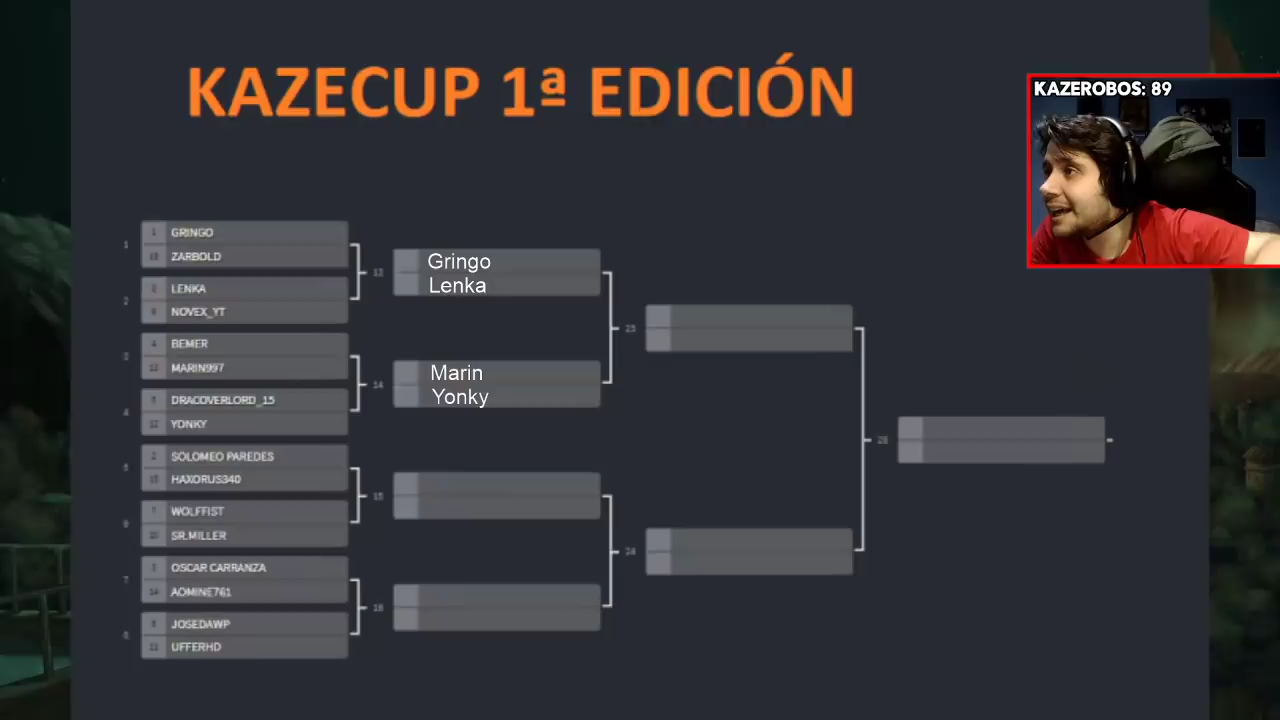 KAZECUP 1ª EDICIÓN
KAZEROBOS: 89
GRINGO
ZARBOLD
LENKA
NOVEX_YT
BEMER
MARIN997
DRACOVERLORD_15
YONKY
SOLOMEO PAREDES
HAXORUS340
WOLFFIST
SR.MILLER
OSCAR CARRANZA
AOMINE761
JOSEDAWP
UFFERHD
Gringo
Lenka
Marin
Yonky